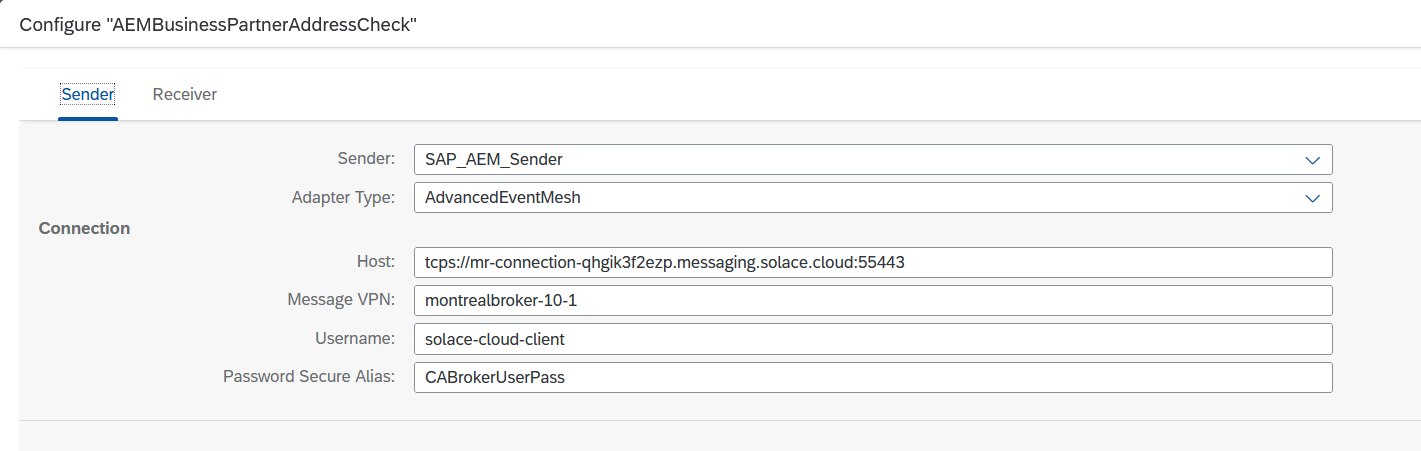 Configure "AEMBusinessPartnerAddressCheck"
Sender Receiver
Sender: SAP_AEM_Sender
Adapter Type: AdvancedEventMesh
Connection
Host: tcps://mr-connection-qhgik3f2ezp.messaging.solace.cloud:55443
Message VPN: montrealbroker-10-1
Username: solace-cloud-client
Password Secure Alias: CABrokerUserPass